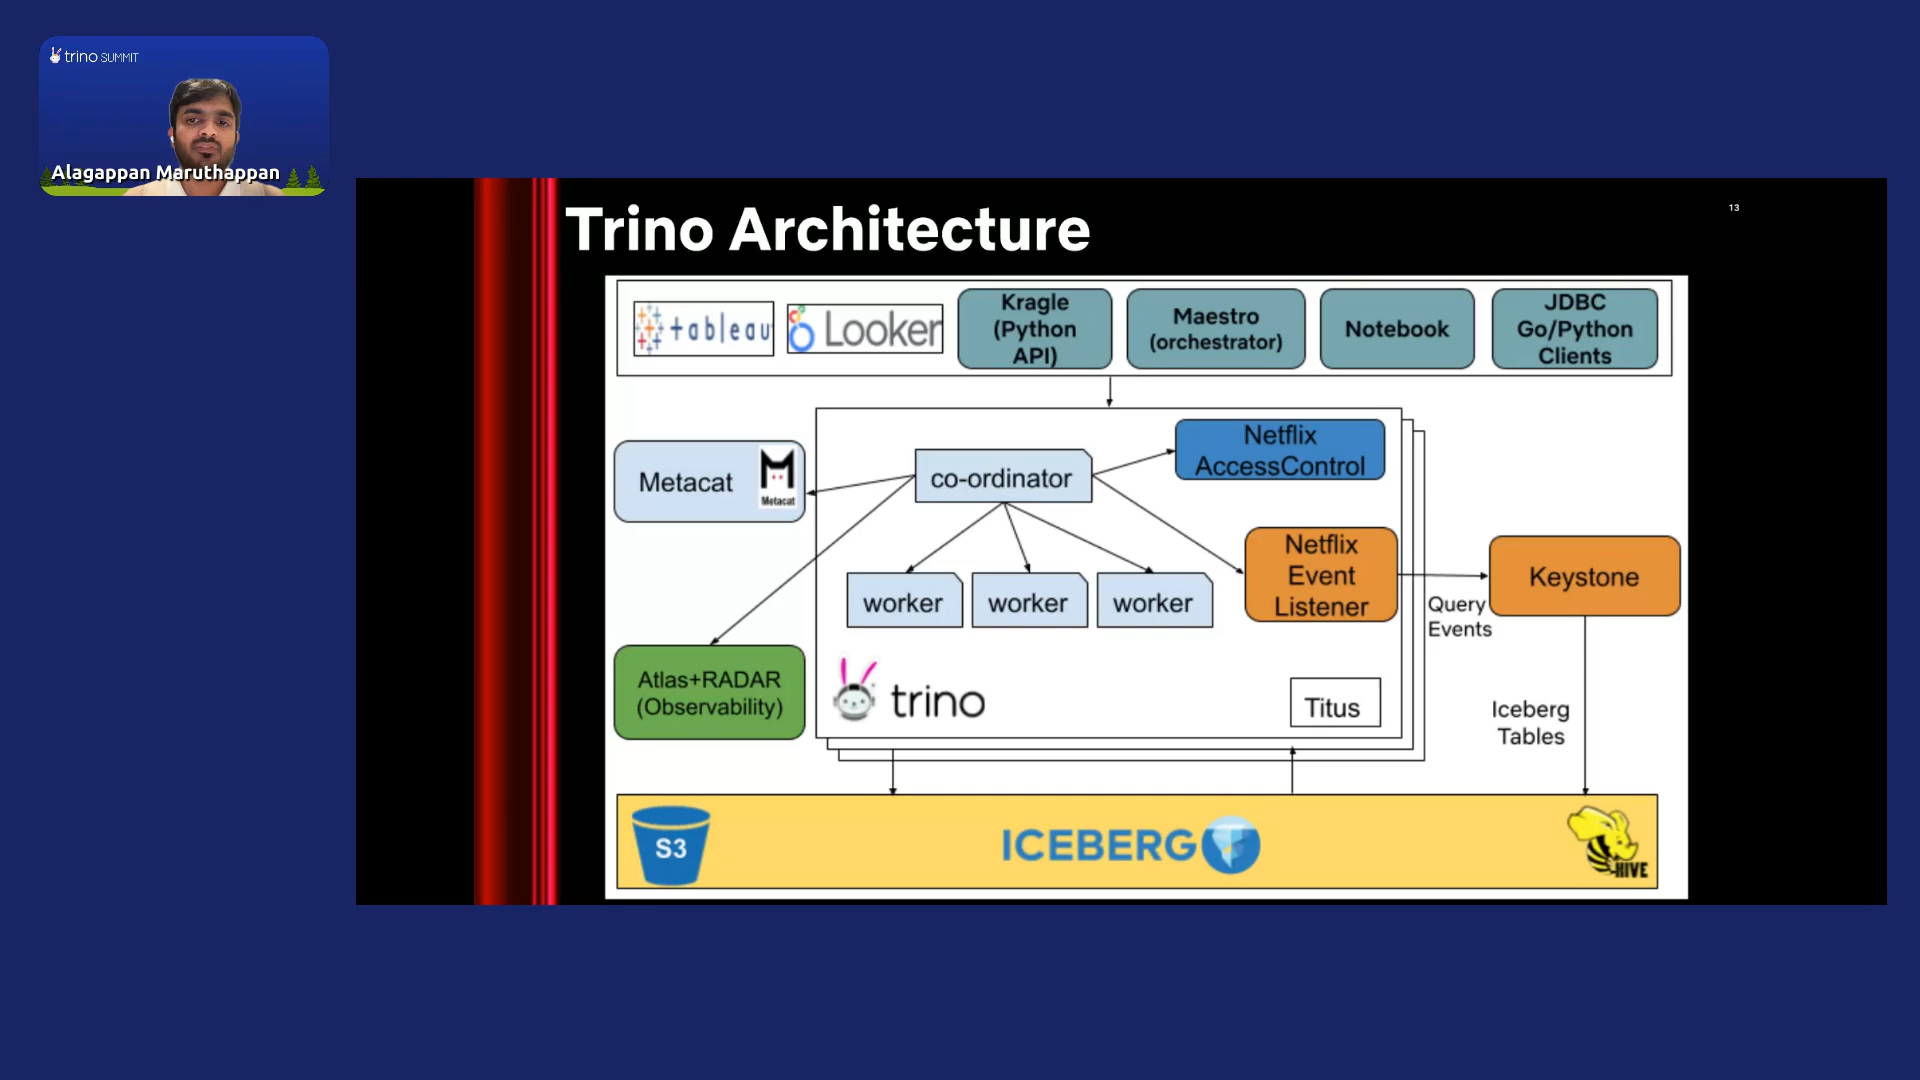 trino SUMMIT
Alagappan Maruthappan
Trino Architecture
13
tableau
Looker
Kragle
(Python
API)
Maestro
(orchestrator)
Notebook
JDBC
Go/Python
Clients
Metacat
Metacat
co-ordinator
Netflix
AccessControl
worker
worker
worker
Netflix
Event
Listener
Query
Events
Keystone
Atlas+RADAR
(Observability)
trino
Titus
Iceberg
Tables
S3
ICEBERG
HIVE